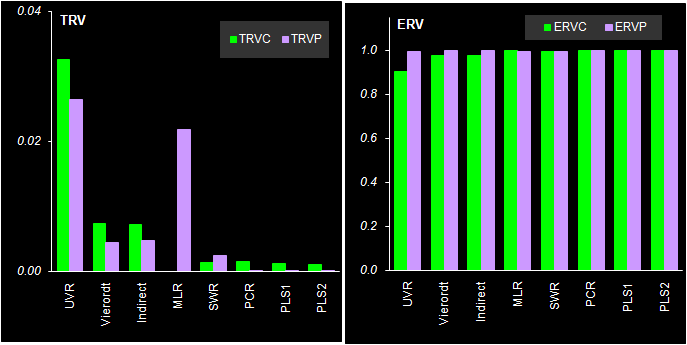 TRV
TRVC TRVP
0.04
0.02
0.00
UVR Vierordt Indirect MLR SWR PCR PLS1 PLS2
ERV
ERVC ERVP
1.0
0.8
0.6
0.4
0.2
0.0
UVR Vierordt Indirect MLR SWR PCR PLS1 PLS2